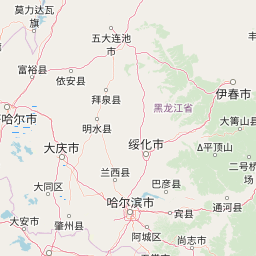 莫力达瓦
旗
五大连池
市
富裕县
依安县
伊春市
拜泉县
黑龙江省
哈尔市
明水县
大箐山县
绥化市
平顶山
大庆市
二号桥
场
兰西县
大同区
巴彦县
通河县
哈尔滨市
宾县
大安市
肇州县
阿城区
尚志市